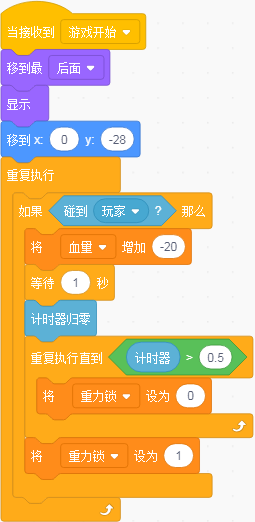 当接收到 游戏开始
移到最 后面
显示
移到 x: 0 y: -28
重复执行
如果 碰到 玩家 ? 那么
将 血量 增加 -20
等待 1 秒
计时器归零
重复执行直到 计时器 > 0.5
将 重力锁 设为 0
将 重力锁 设为 1